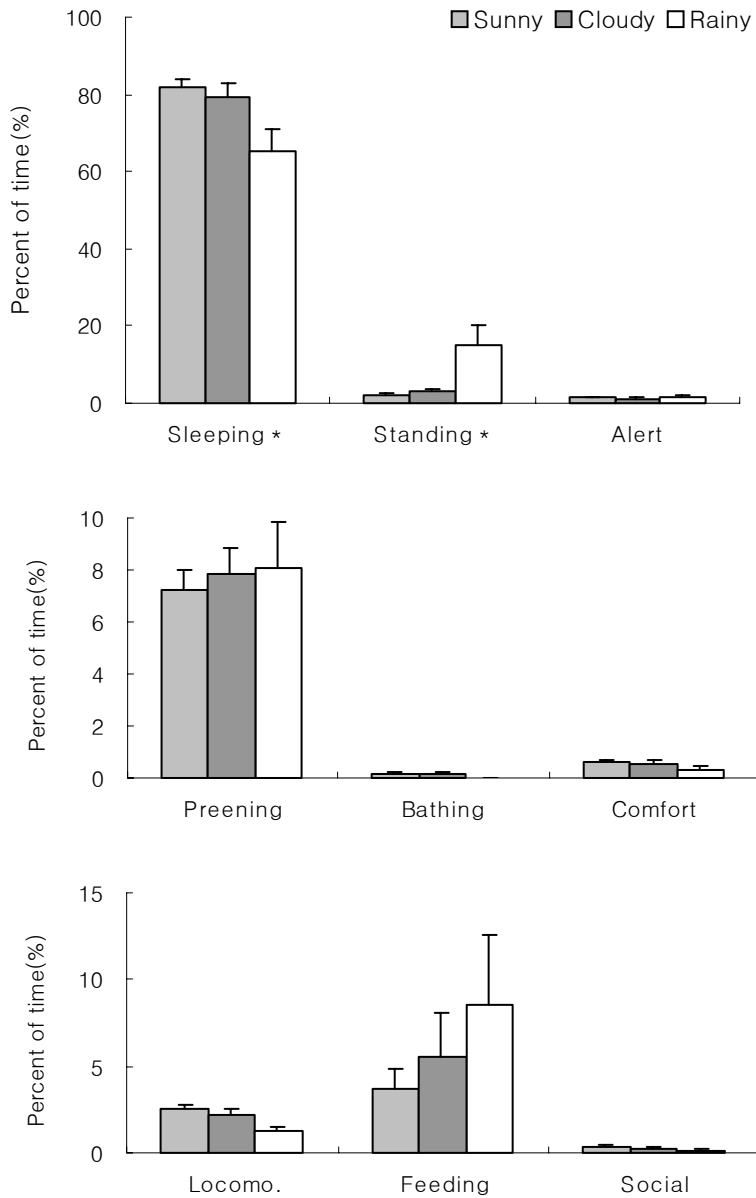 Sunny Cloudy Rainy
Percent of time(%)
100
80
60
40
20
0
Sleeping * Standing * Alert
Percent of time(%)
10
8
6
4
2
0
Preening Bathing Comfort
Percent of time(%)
15
10
5
0
Locomo. Feeding Social